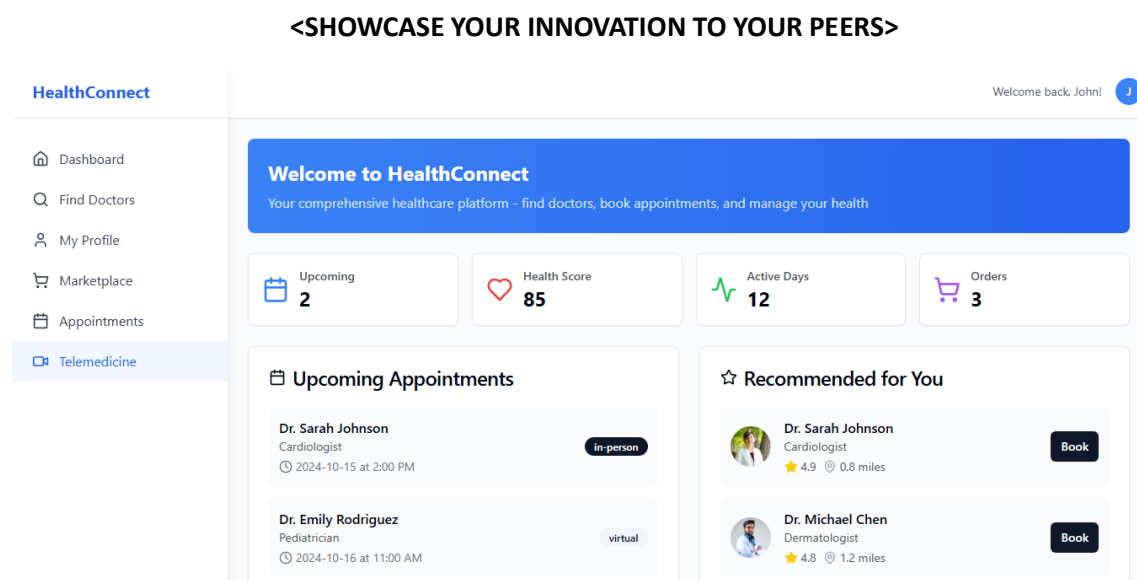 <SHOWCASE YOUR INNOVATION TO YOUR PEERS>
HealthConnect
Welcome back, John!
J
Dashboard
Find Doctors
My Profile
Marketplace
Appointments
Telemedicine
Welcome to HealthConnect
Your comprehensive healthcare platform - find doctors, book appointments, and manage your health
Upcoming
2
Health Score
85
Active Days
12
Orders
3
Upcoming Appointments
Dr. Sarah Johnson
Cardiologist
2024-10-15 at 2:00 PM
in-person
Dr. Emily Rodriguez
Pediatrician
2024-10-16 at 11:00 AM
virtual
Recommended for You
Dr. Sarah Johnson
Cardiologist
4.9 0.8 miles
Book
Dr. Michael Chen
Dermatologist
4.8 1.2 miles
Book